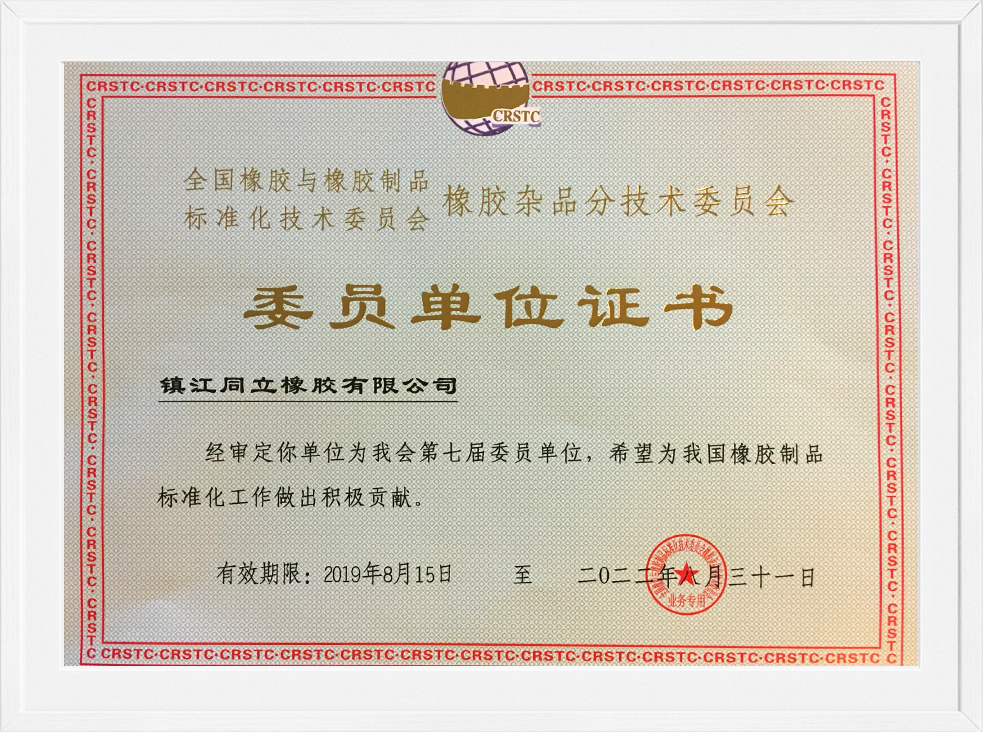 CRSTC·CRSTC·CRSTC·CRSTC·CRSTC·CRSTC
CRSTC
CRSTC·CRSTC·CRSTC·CRSTC·CRSTC·CRSTC
全国橡胶与橡胶制品
标准化技术委员会
橡胶杂品分技术委员会
委员单位证书
镇江同立橡胶有限公司
经审定你单位为我会第七届委员单位，希望为我国橡胶制品
标准化工作做出积极贡献。
有效期限：2019年8月15日 至 二〇二二年八月三十一日
业务专用
CRSTC·CRSTC·CRSTC·CRSTC·CRSTC·CRSTC·CRSTC·CRSTC·CRSTC·CRSTC·CRSTC·CRSTC·CRSTC